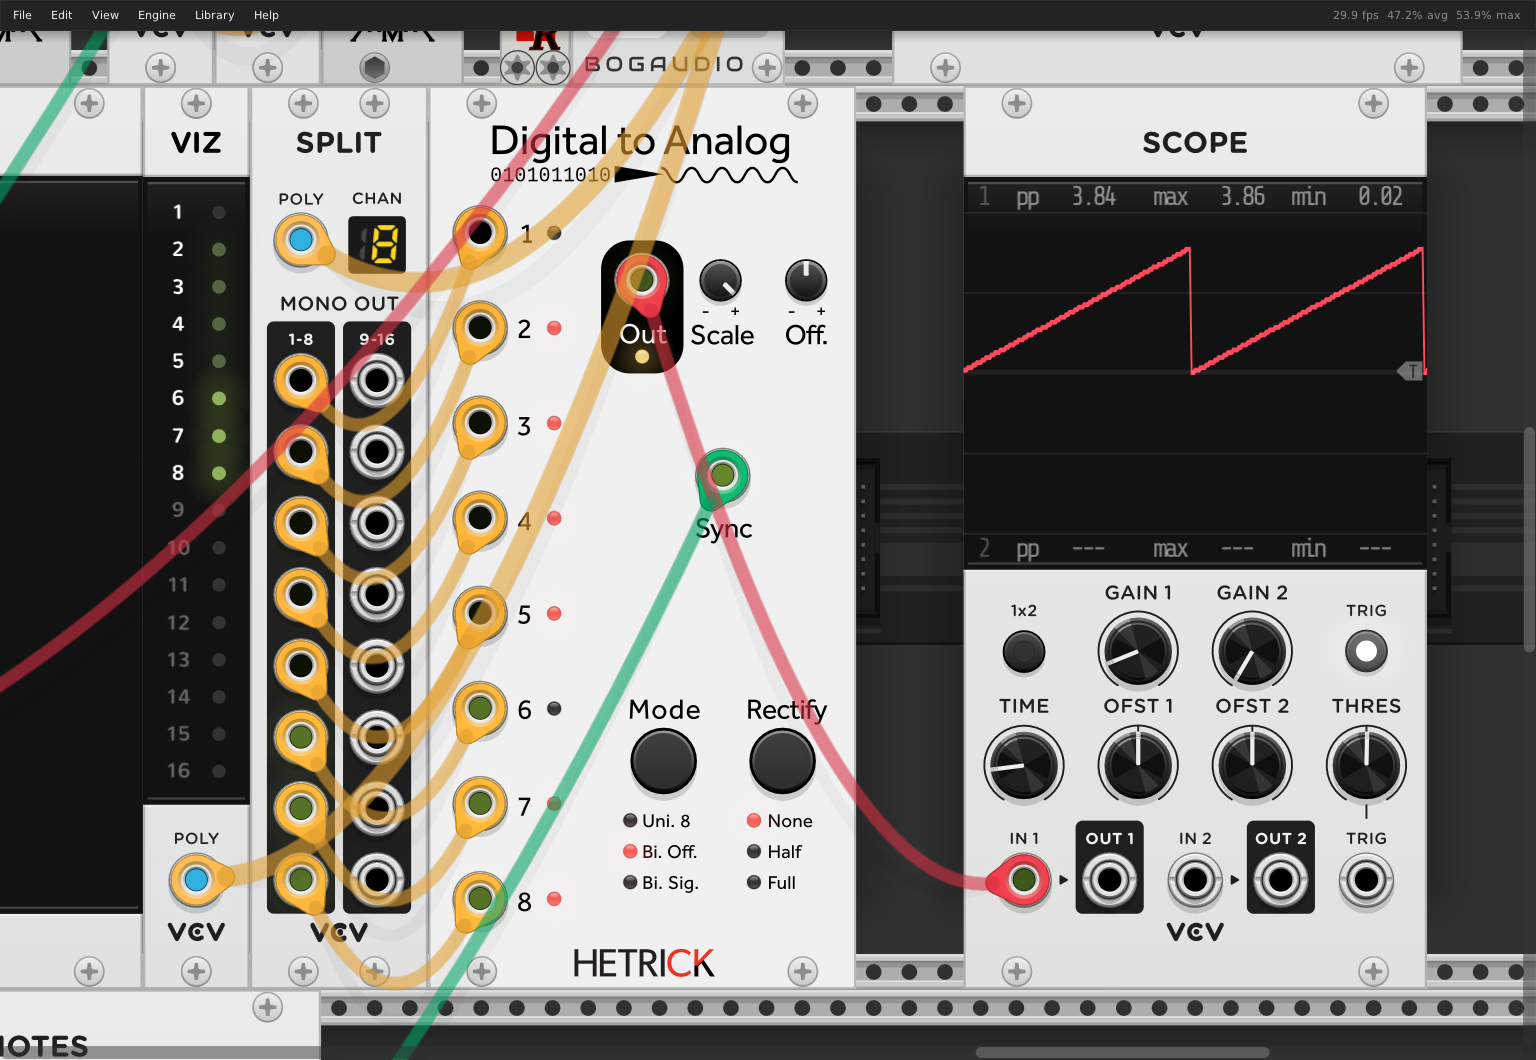 File Edit View Engine Library Help
29.9 fps 47.2% avg 53.9% max
VCV
VCV
BOGAUDIO
VCV
VIZ
1
2
3
4
5
6
7
8
9
10
11
12
13
14
15
16
POLY
VCV
SPLIT
POLY CHAN
8
MONO OUT
1-8 9-16
VCV
Digital to Analog
0101011010
1
2
3
4
5
6
7
8
Out
Scale
- +
Off.
- +
Sync
Mode Rectify
Uni. 8 None
Bi. Off. Half
Bi. Sig. Full
HETRICK
SCOPE
1 pp 3.84 max 3.86 min 0.02
T
2 pp --- max --- min ---
1x2 GAIN 1 GAIN 2 TRIG
TIME OFST 1 OFST 2 THRES
IN 1 OUT 1 IN 2 OUT 2 TRIG
VCV
OTES